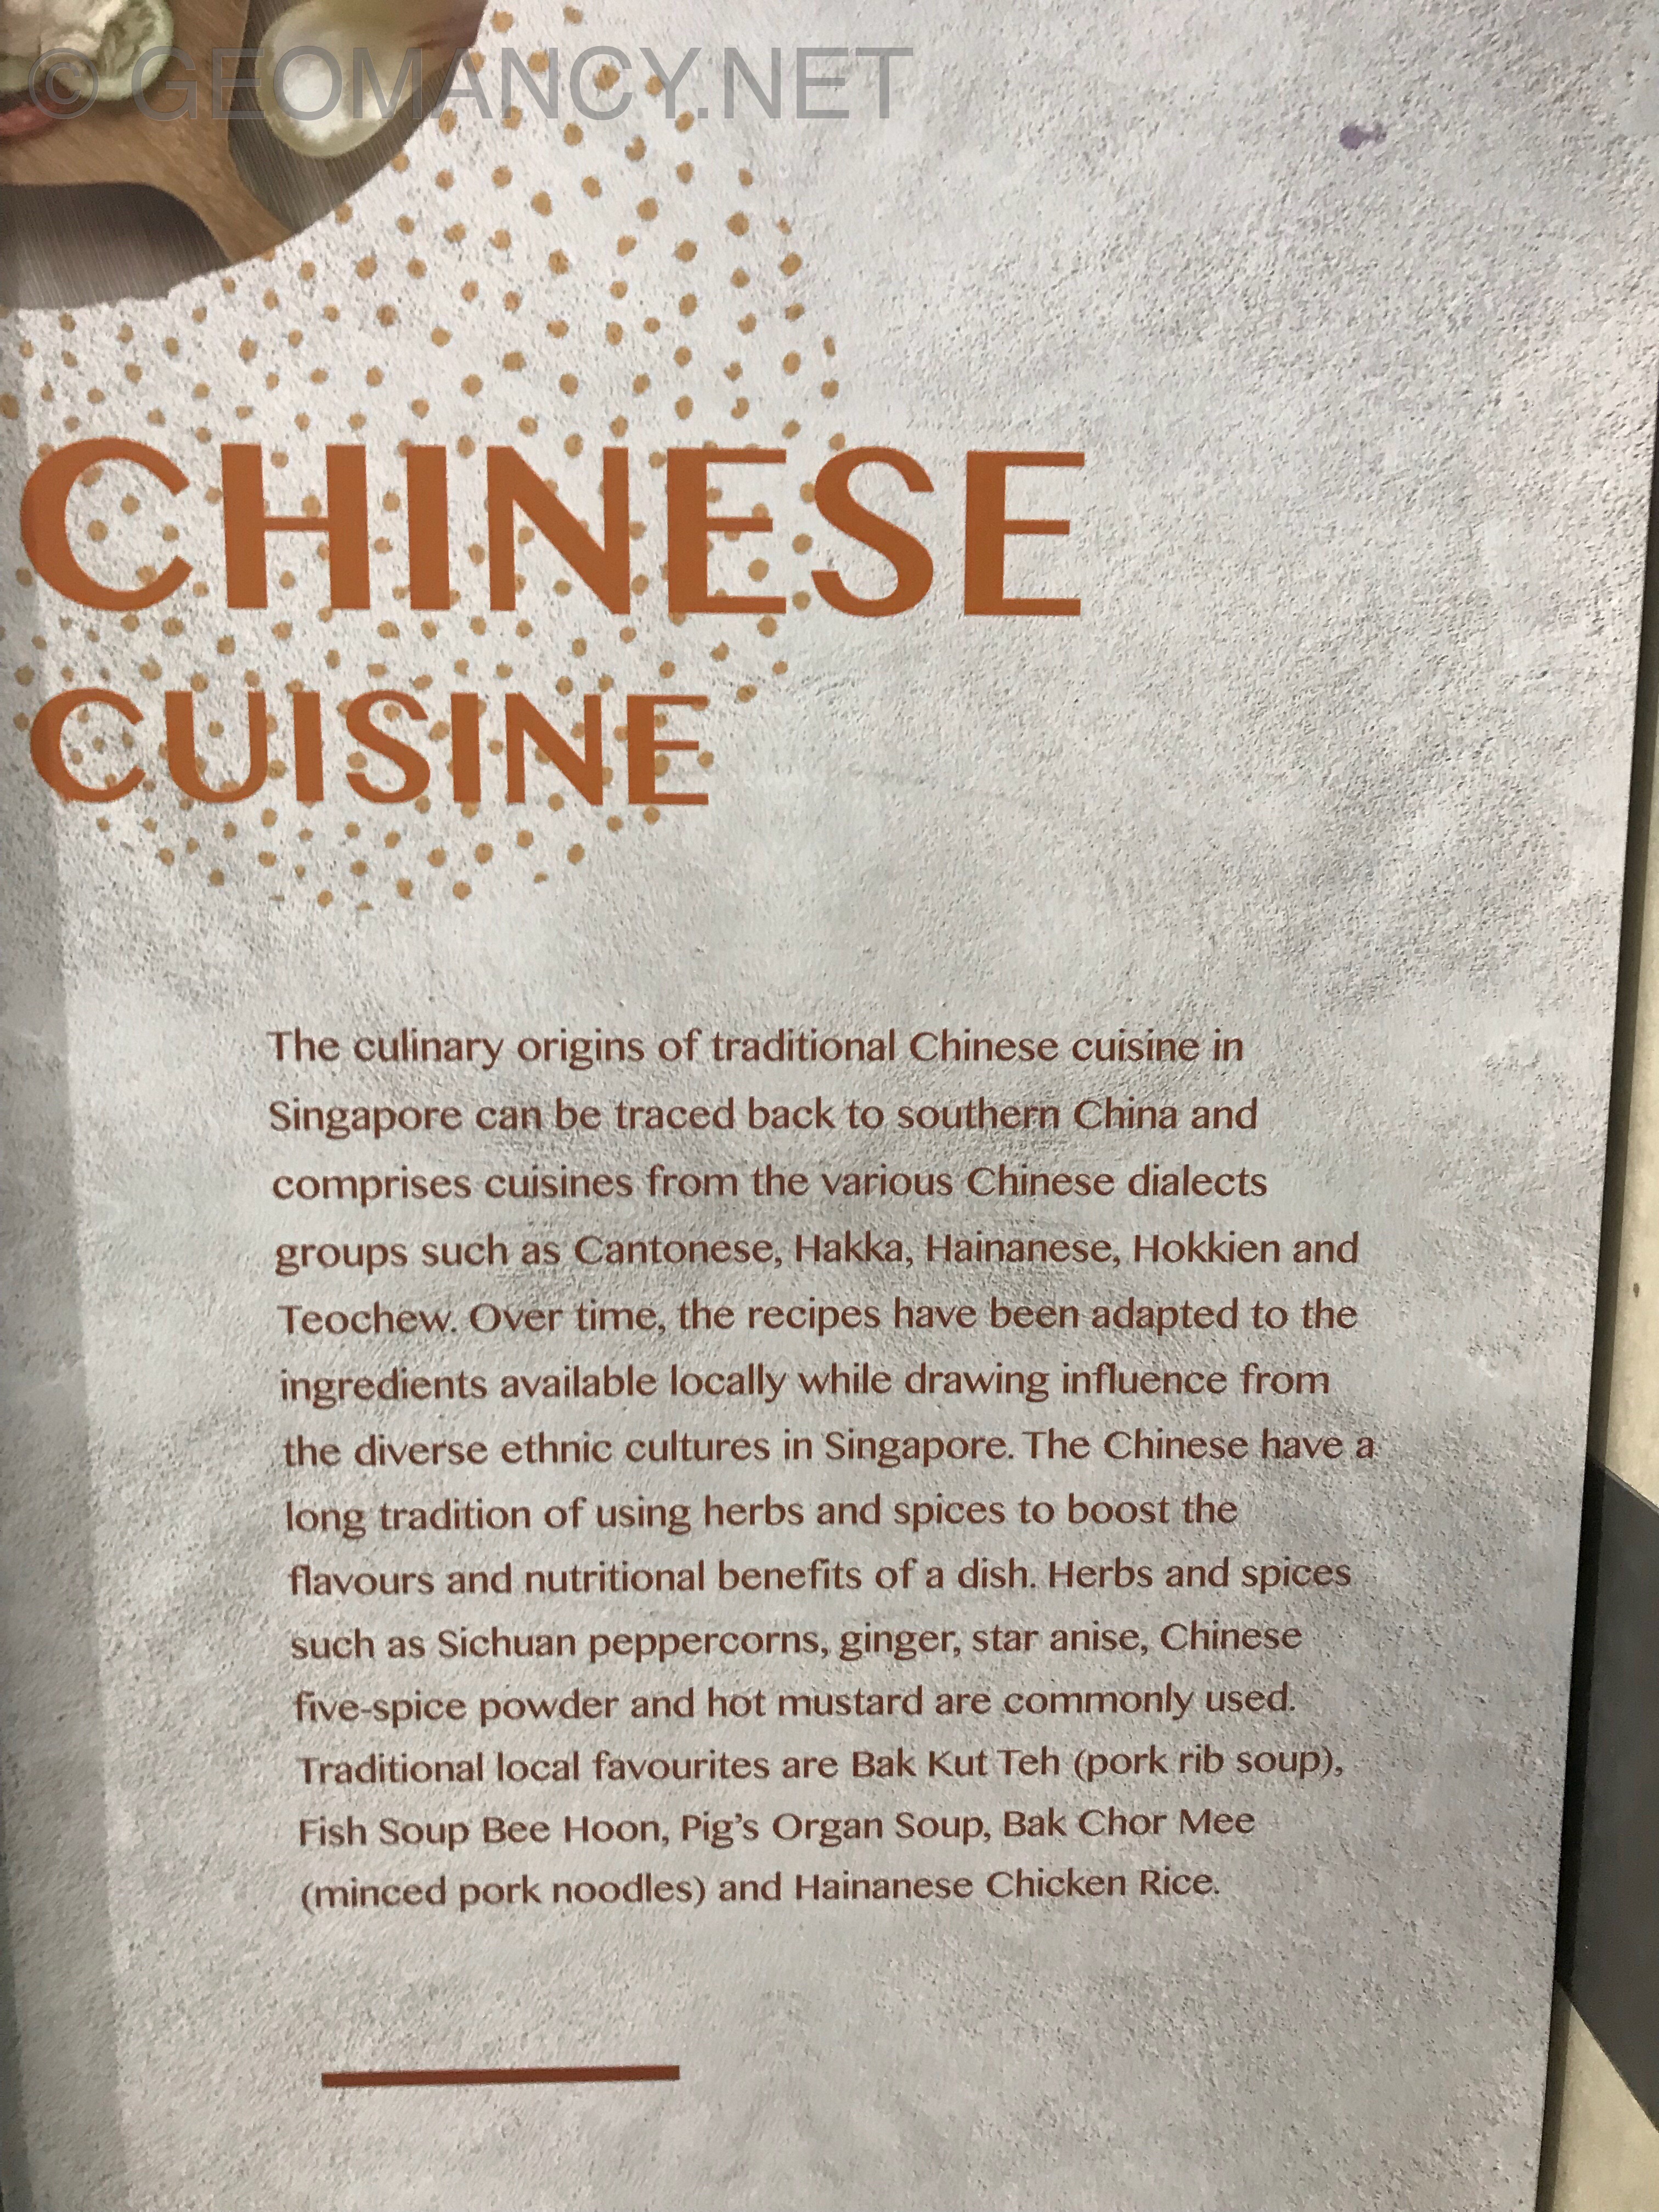 © GEOMANCY.NET
CHINESE
CUISINE
The culinary origins of traditional Chinese cuisine in
Singapore can be traced back to southern China and
comprises cuisines from the various Chinese dialects
groups such as Cantonese, Hakka, Hainanese, Hokkien and
Teochew. Over time, the recipes have been adapted to the
ingredients available locally while drawing influence from
the diverse ethnic cultures in Singapore. The Chinese have a
long tradition of using herbs and spices to boost the
flavours and nutritional benefits of a dish. Herbs and spices
such as Sichuan peppercorns, ginger, star anise, Chinese
five-spice powder and hot mustard are commonly used.
Traditional local favourites are Bak Kut Teh (pork rib soup),
Fish Soup Bee Hoon, Pig's Organ Soup, Bak Chor Mee
(minced pork noodles) and Hainanese Chicken Rice.